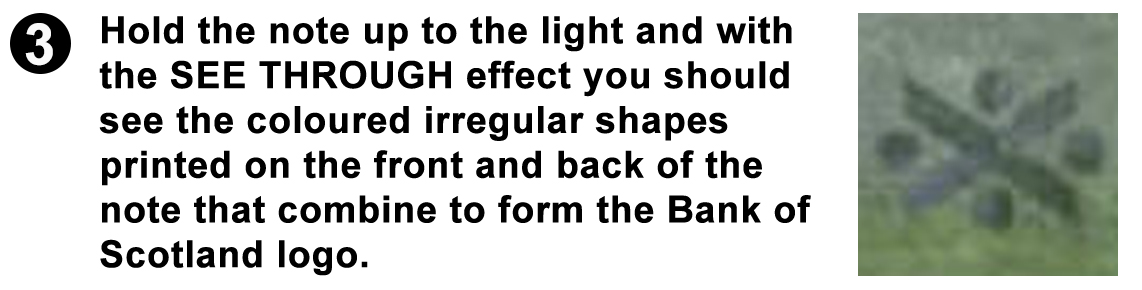 3 Hold the note up to the light and with
the SEE THROUGH effect you should
see the coloured irregular shapes
printed on the front and back of the
note that combine to form the Bank of
Scotland logo.